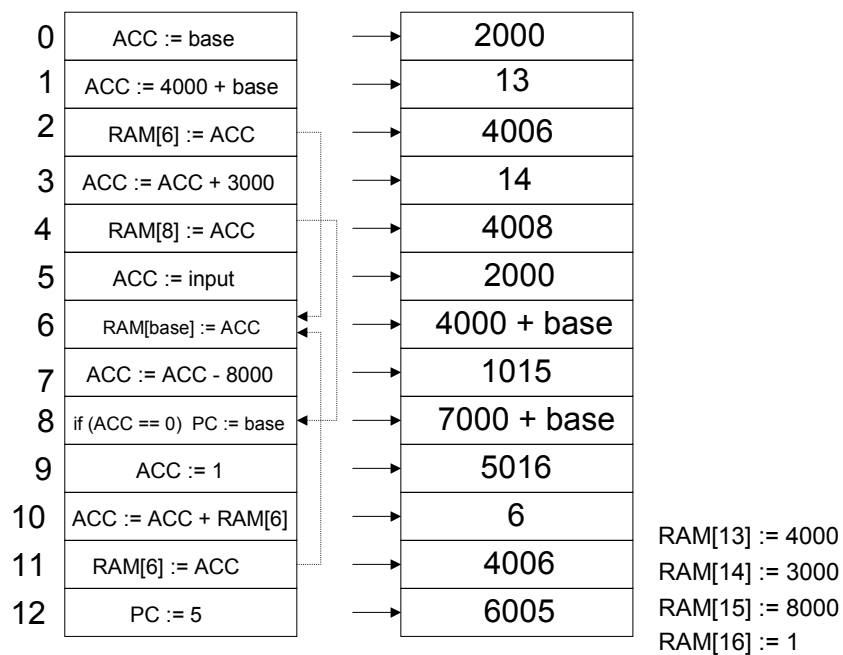 0 ACC := base 2000
1 ACC := 4000 + base 13
2 RAM[6] := ACC 4006
3 ACC := ACC + 3000 14
4 RAM[8] := ACC 4008
5 ACC := input 2000
6 RAM[base] := ACC 4000 + base
7 ACC := ACC - 8000 1015
8 if (ACC == 0) PC := base 7000 + base
9 ACC := 1 5016
10 ACC := ACC + RAM[6] 6
11 RAM[6] := ACC 4006
12 PC := 5 6005
RAM[13] := 4000
RAM[14] := 3000
RAM[15] := 8000
RAM[16] := 1